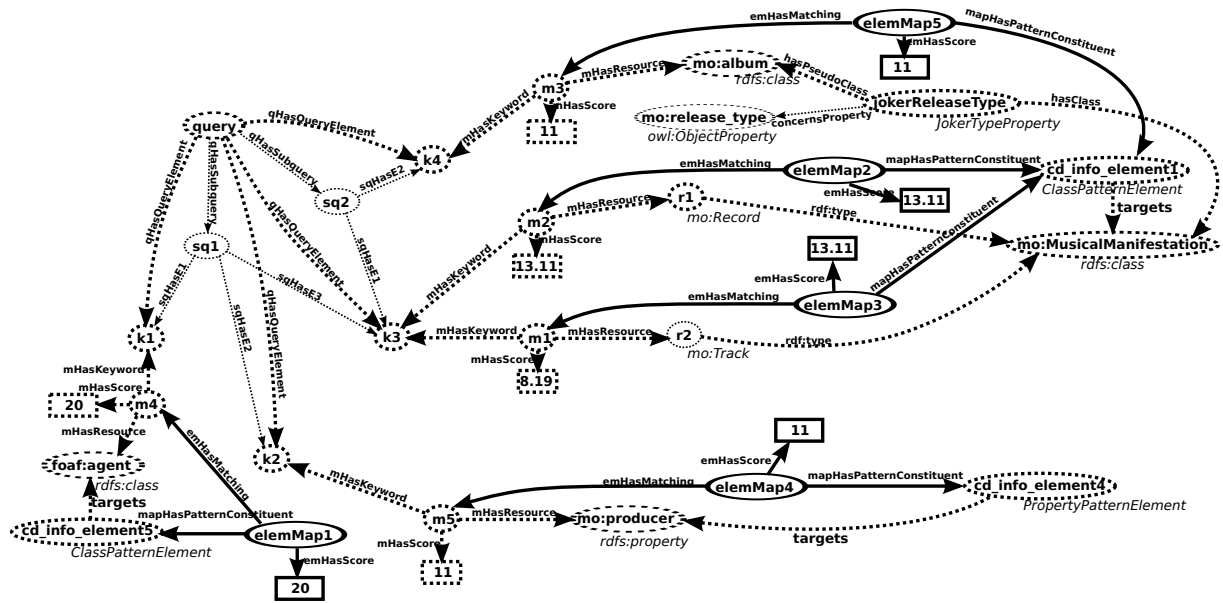 emHasMatching
elemMap5
mapHasPatternConstituent
emHasScore
11
mHasResource
mo:album
rdfs:class
hasPseudoClass
m3
mHasKeyword
mHasScore
11
jokerReleaseType
JokerTypeProperty
hasClass
mo:release_type
owl:ObjectProperty
concernsProperty
query
qHasQueryElement
qHasSubquery
qHasSubquery
qHasQueryElement
qHasQueryElement
qHasQueryElement
k4
sqHasE2
sq2
sqHasE1
sq1
sqHasE1
sqHasE2
sqHasE3
emHasMatching
elemMap2
mapHasPatternConstituent
cd_info_element1
ClassPatternElement
emHasScore
13.11
targets
mo:MusicalManifestation
rdfs:class
m2
mHasResource
r1
mo:Record
rdf:type
mHasKeyword
mHasScore
13.11
13.11
emHasScore
mapHasPatternConstituent
emHasMatching
elemMap3
k1
k3
mHasKeyword
m1
mHasResource
r2
mo:Track
rdf:type
mHasScore
8.19
mHasKeyword
mHasScore
20
m4
mHasResource
foaf:agent
rdfs:class
targets
emHasMatching
k2
mHasKeyword
11
emHasScore
emHasMatching
elemMap4
mapHasPatternConstituent
cd_info_element4
PropertyPatternElement
targets
m5
mHasResource
mo:producer
rdfs:property
mHasScore
11
cd_info_element5
ClassPatternElement
mapHasPatternConstituent
elemMap1
emHasScore
20